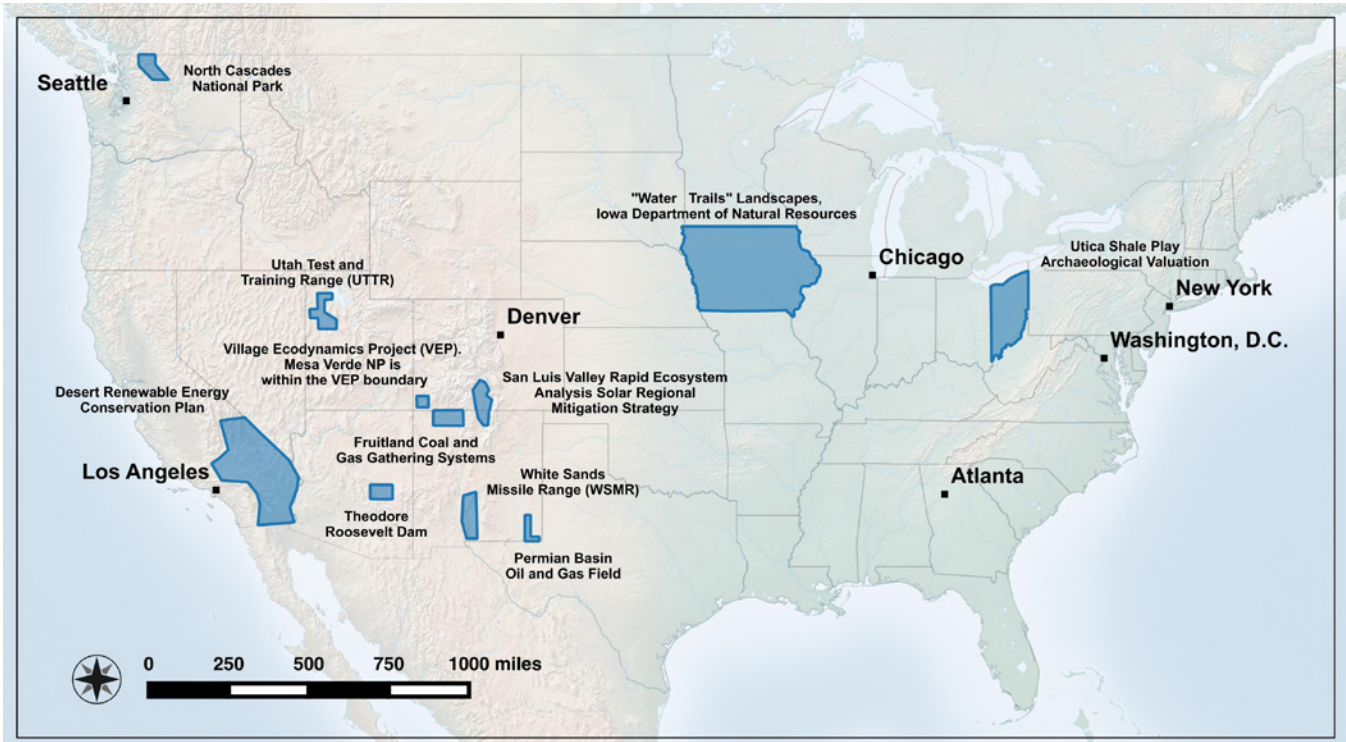 North Cascades
National Park
Seattle
"Water Trails" Landscapes,
Iowa Department of Natural Resources
Chicago
Utica Shale Play
Archaeological Valuation
New York
Washington, D.C.
Utah Test and
Training Range (UTTR)
Denver
Village Ecodynamics Project (VEP).
Mesa Verde NP is
within the VEP boundary
San Luis Valley Rapid Ecosystem
Analysis Solar Regional
Mitigation Strategy
Desert Renewable Energy
Conservation Plan
Fruitland Coal and
Gas Gathering Systems
Los Angeles
White Sands
Missile Range (WSMR)
Atlanta
Theodore
Roosevelt Dam
Permian Basin
Oil and Gas Field
0 250 500 750 1000 miles